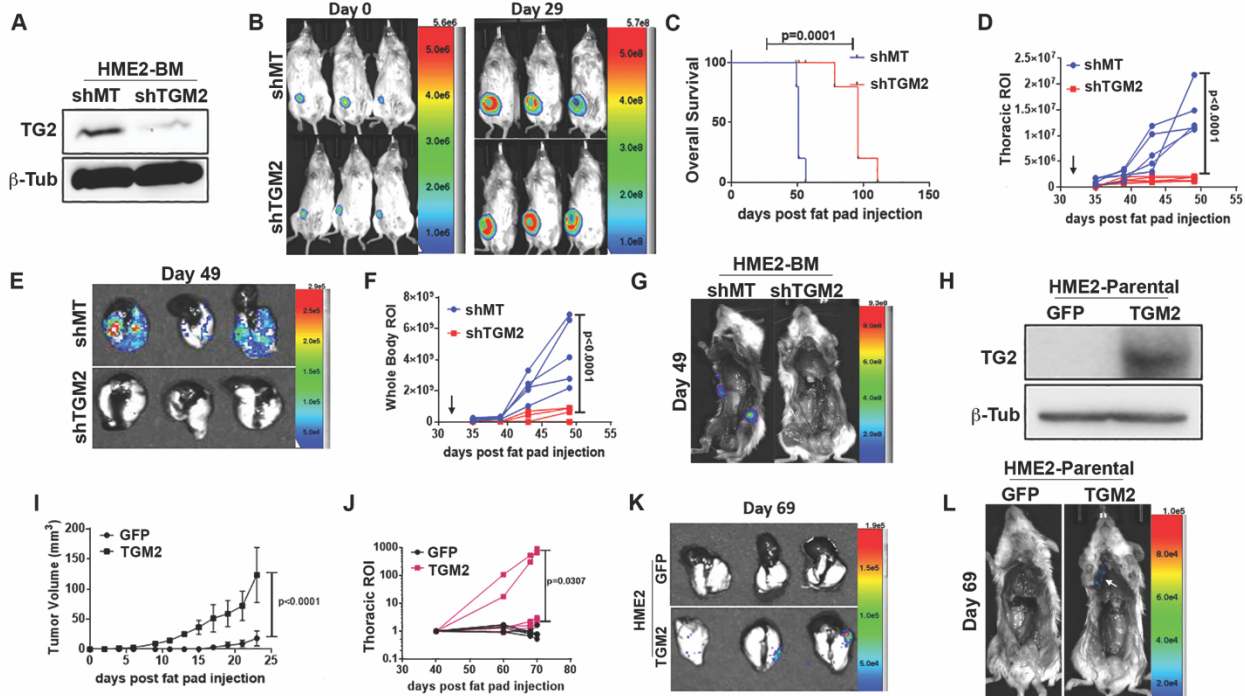 A
HME2-BM
shMT shTGM2
TG2
β-Tub
B
Day 0
Day 29
shMT
shTGM2
5.6e6
5.0e6
4.0e6
3.0e6
2.0e6
1.0e6
5.7e8
5.0e8
4.0e8
3.0e8
2.0e8
1.0e8
C
p=0.0001
shMT
shTGM2
Overall Survival
100
50
0
0 50 100 150
days post fat pad injection
D
shMT
shTGM2
Thoracic ROI
2.5×10⁷
2.0×10⁷
1.5×10⁷
1.0×10⁷
5×10⁶
0
p<0.0001
30 35 40 45 50 55
days post fat pad injection
E
Day 49
shMT
shTGM2
2.9e5
2.5e5
2.0e5
1.5e5
1.0e5
5.0e4
F
shMT
shTGM2
Whole Body ROI
8×10⁵
6×10⁵
4×10⁵
2×10⁵
0
p<0.0001
30 35 40 45 50 55
days post fat pad injection
G
HME2-BM
shMT shTGM2
Day 49
9.3e8
8.0e8
6.0e8
4.0e8
2.0e8
H
HME2-Parental
GFP TGM2
TG2
β-Tub
I
GFP
TGM2
Tumor Volume (mm³)
200
150
100
50
0
p<0.0001
0 5 10 15 20 25
days post fat pad injection
J
GFP
TGM2
Thoracic ROI
1000
100
10
1
0.1
p=0.0307
30 40 50 60 70 80
days post fat pad injection
K
Day 69
HME2
GFP
TGM2
1.9e5
1.5e5
1.0e5
5.0e4
L
HME2-Parental
GFP TGM2
Day 69
1.0e5
8.0e4
6.0e4
4.0e4
2.0e4